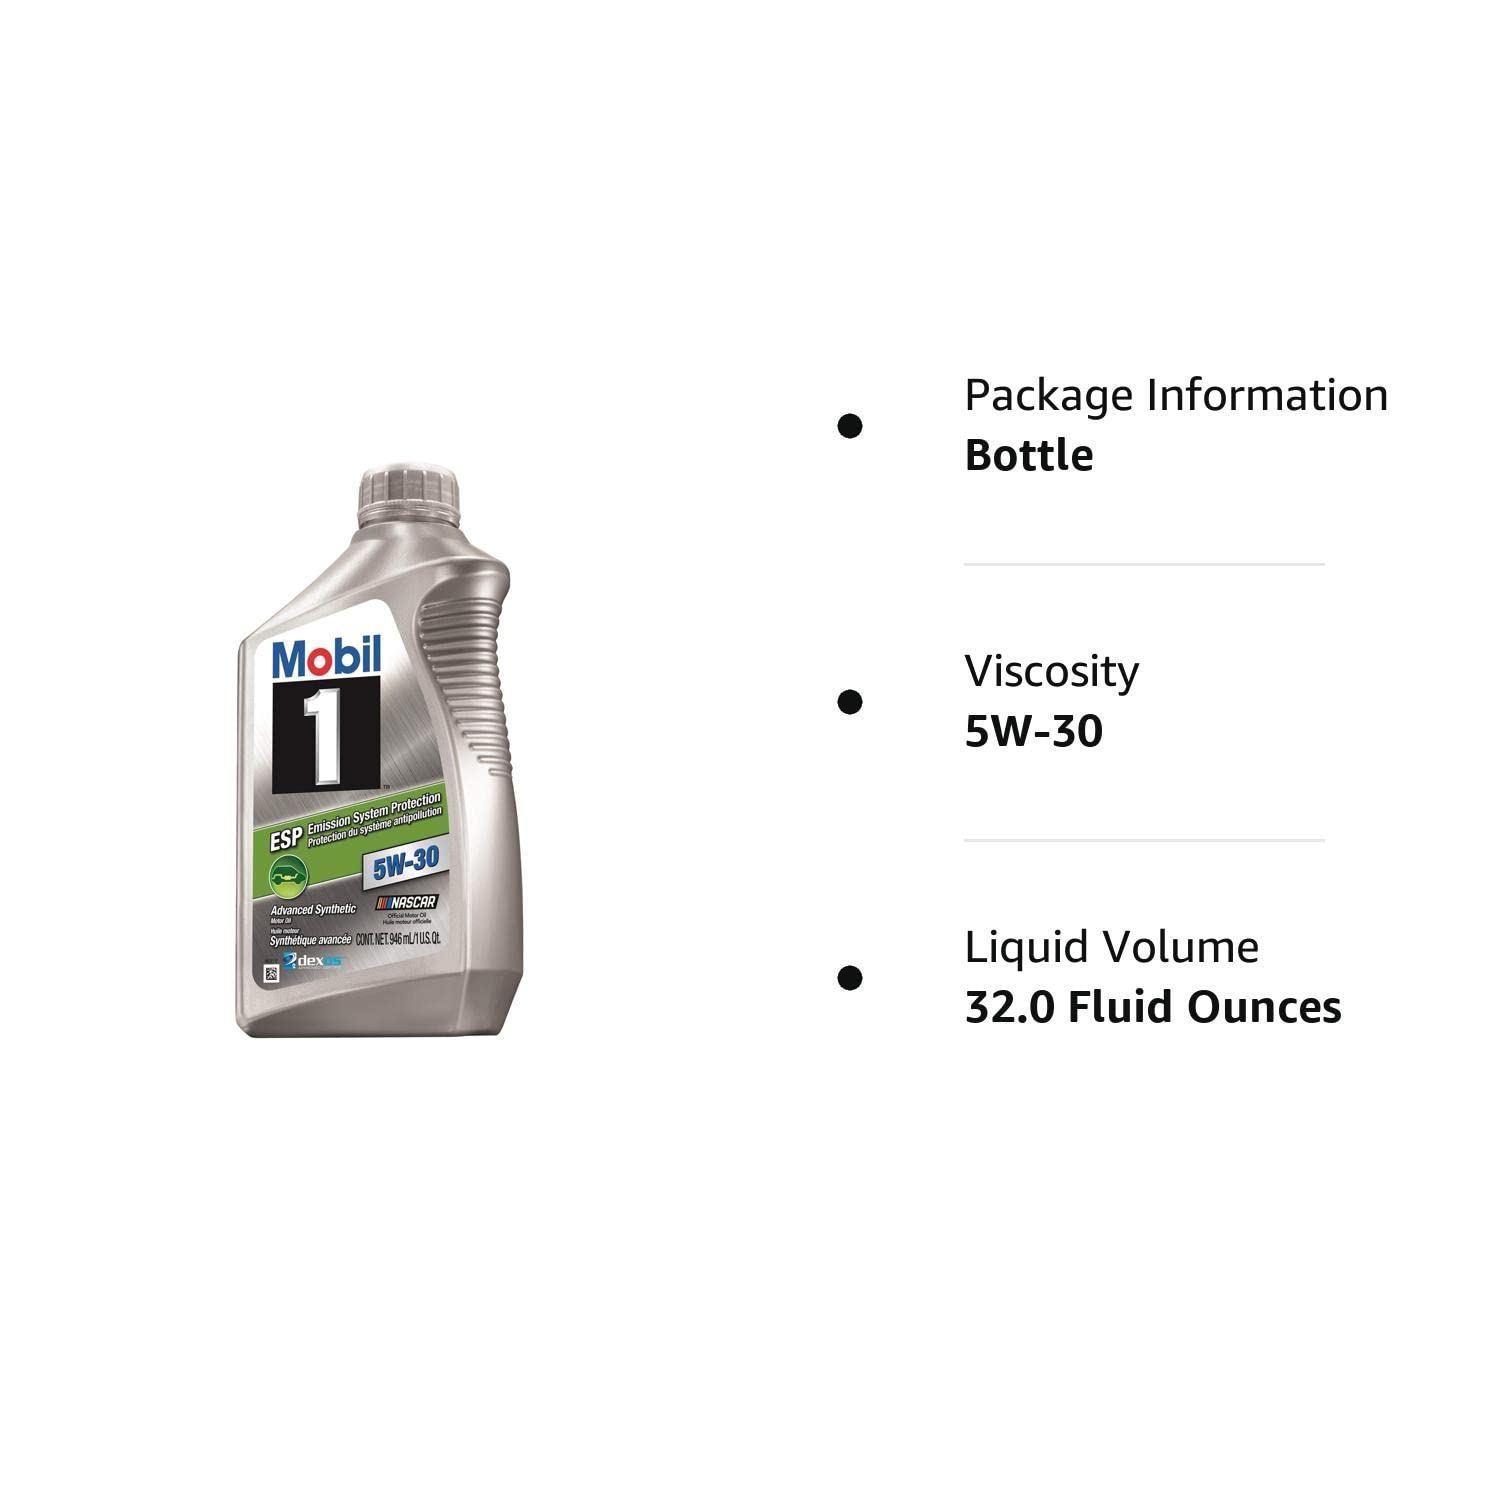 Mobil
1
™
ESP Emission System Protection
Protection du système antipollution
5W-30
NASCAR
Official Motor Oil
Huile moteur officielle
Advanced Synthetic
Motor Oil
Huile moteur
Synthétique avancée
CONT. NET. 946 mL/1 U.S. Qt.
dexos
Package Information
Bottle
Viscosity
5W-30
Liquid Volume
32.0 Fluid Ounces